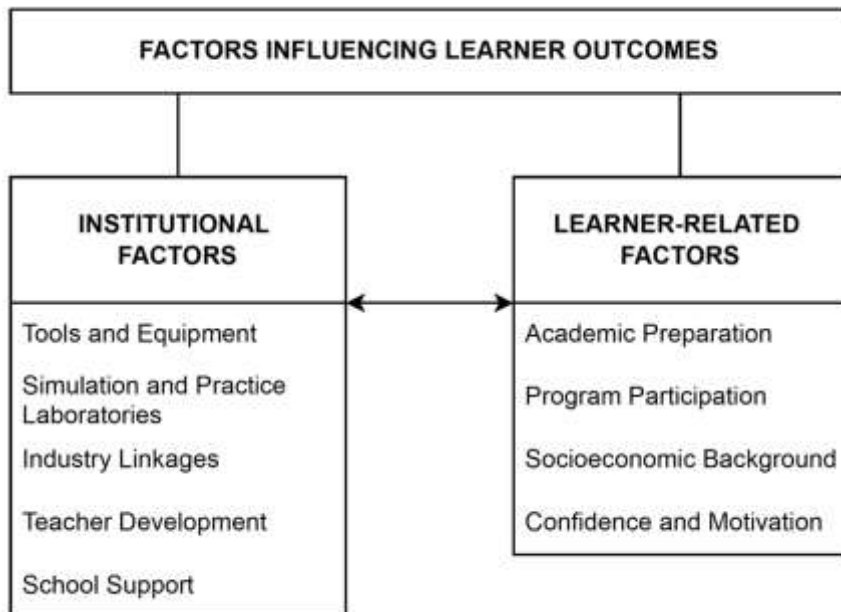 FACTORS INFLUENCING LEARNER OUTCOMES
INSTITUTIONAL
FACTORS
Tools and Equipment
Simulation and Practice
Laboratories
Industry Linkages
Teacher Development
School Support
LEARNER-RELATED
FACTORS
Academic Preparation
Program Participation
Socioeconomic Background
Confidence and Motivation